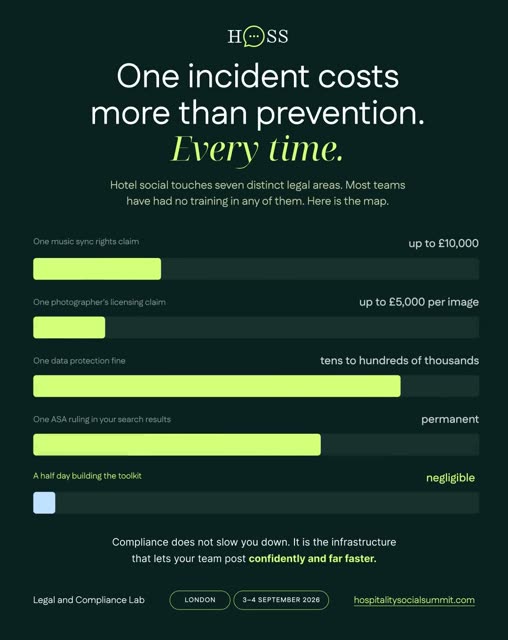 HOSS
One incident costs
more than prevention.
Every time.
Hotel social touches seven distinct legal areas. Most teams
have had no training in any of them. Here is the map.
One music sync rights claim
up to £10,000
One photographer's licensing claim
up to £5,000 per image
One data protection fine
tens to hundreds of thousands
One ASA ruling in your search results
permanent
A half day building the toolkit
negligible
Compliance does not slow you down. It is the infrastructure
that lets your team post confidently and far faster.
Legal and Compliance Lab
LONDON
3–4 SEPTEMBER 2026
hospitalitysocialsummit.com